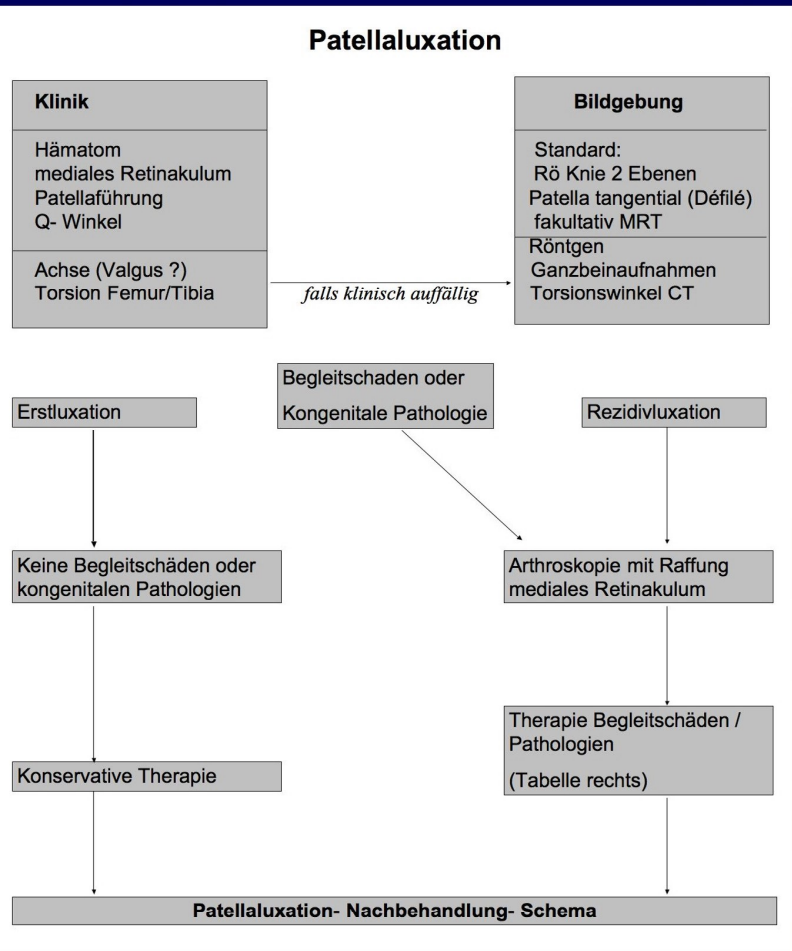 Patellaluxation
Klinik
Hämatom
mediales Retinakulum
Patellaführung
Q- Winkel
Achse (Valgus ?)
Torsion Femur/Tibia
falls klinisch auffällig
Bildgebung
Standard:
Rö Knie 2 Ebenen
Patella tangential (Défilé)
fakultativ MRT
Röntgen
Ganzbeinaufnahmen
Torsionswinkel CT
Begleitschaden oder
Kongenitale Pathologie
Erstluxation
Rezidivluxation
Keine Begleitschäden oder
kongenitalen Pathologien
Arthroskopie mit Raffung
mediales Retinakulum
Therapie Begleitschäden /
Pathologien
(Tabelle rechts)
Konservative Therapie
Patellaluxation- Nachbehandlung- Schema